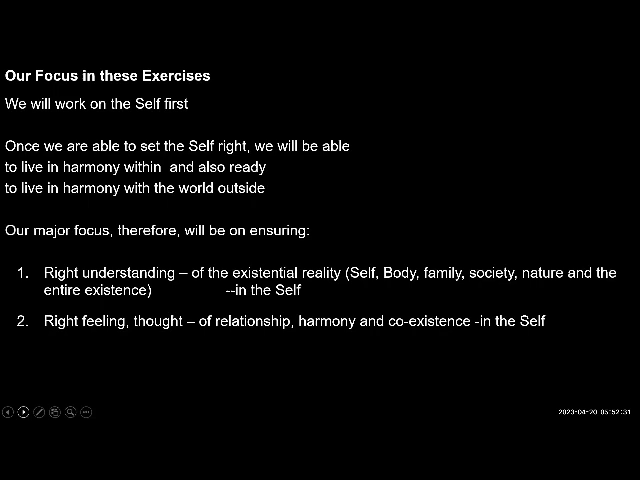 Our Focus in these Exercises
We will work on the Self first
Once we are able to set the Self right, we will be able
to live in harmony within  and also ready
to live in harmony with the world outside
Our major focus, therefore, will be on ensuring:
1. Right understanding – of the existential reality (Self, Body, family, society, nature and the
entire existence) --in the Self
2. Right feeling, thought – of relationship, harmony and co-existence -in the Self
2023-04-20 05:52:31